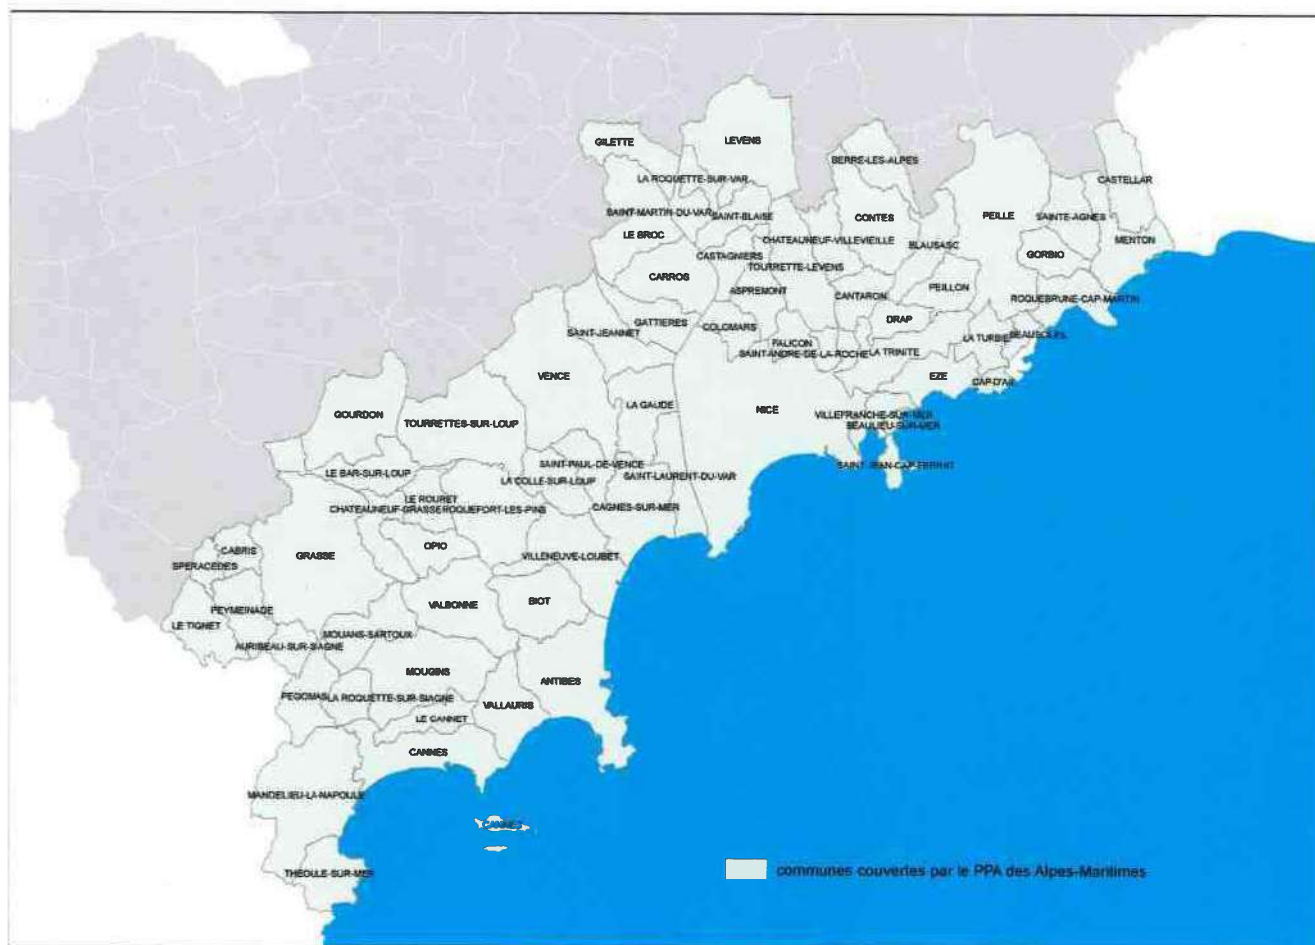 LEVENS
GILETTE
BERRE-LES-ALPES
LA ROQUETTE-SUR-VAR
CASTELLAR
SAINT-MARTIN-DU-VAR
SAINT-BLAISE
CONTES
PEILLE
SAINTE-AGNES
LE BROC
CHATEAUNEUF-VILLEVIEILLE
BLAUSASC
MENTON
CASTAGNIERS
GORBIO
TOURRETTE-LEVENS
CARROS
ASPREMONT
CANTARON
PEILLON
ROQUEBRUNE-CAP-MARTIN
SAINT-JEANNET
GATTIERES
COLOMARS
DRAP
FALICON
LA TURBIE
BEAUSOLEIL
SAINT-ANDRE-DE-LA-ROCHE
LA TRINITE
VENCE
EZE
CAP-D'AIL
LA GAUDE
NICE
GOURDON
TOURRETTES-SUR-LOUP
VILLEFRANCHE-SUR-MER
BEAULIEU-SUR-MER
SAINT-PAUL-DE-VENCE
SAINT-JEAN-CAP-FERRAT
LE BAR-SUR-LOUP
LA COLLE-SUR-LOUP
SAINT-LAURENT-DU-VAR
LE ROURET
CHATEAUNEUF-GRASSE
ROQUEFORT-LES-PINS
CAGNES-SUR-MER
OPIO
CABRIS
GRASSE
VILLENEUVE-LOUBET
SPERACEDES
BIOT
VALBONNE
PEYMEINADE
LE TIGNET
MOUANS-SARTOUX
AURIBEAU-SUR-SIAGNE
MOUGINS
ANTIBES
PEGOMAS
LA ROQUETTE-SUR-SIAGNE
VALLAURIS
LE CANNET
CANNES
MANDELIEU-LA-NAPOULE
CANNES
THÉOULE-SUR-MER
communes couvertes par le PPA des Alpes-Maritimes